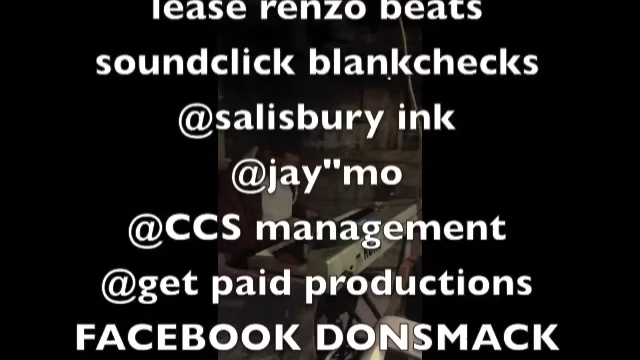 lease renzo beats
soundclick blankchecks
@salisbury ink
@jay"mo
@CCS management
@get paid productions
FACEBOOK DONSMACK